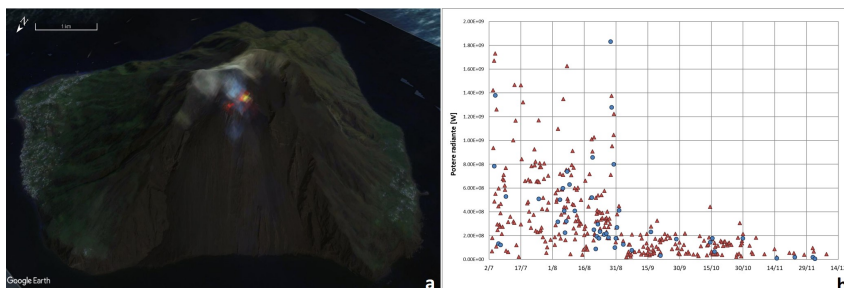 N
1 km
Google Earth
a
Potere radiante [W]
2.00E+09
1.80E+09
1.60E+09
1.40E+09
1.20E+09
1.00E+09
8.00E+08
6.00E+08
4.00E+08
2.00E+08
0.00E+00
2/7 17/7 1/8 16/8 31/8 15/9 30/9 15/10 30/10 14/11 29/11 14/12
b